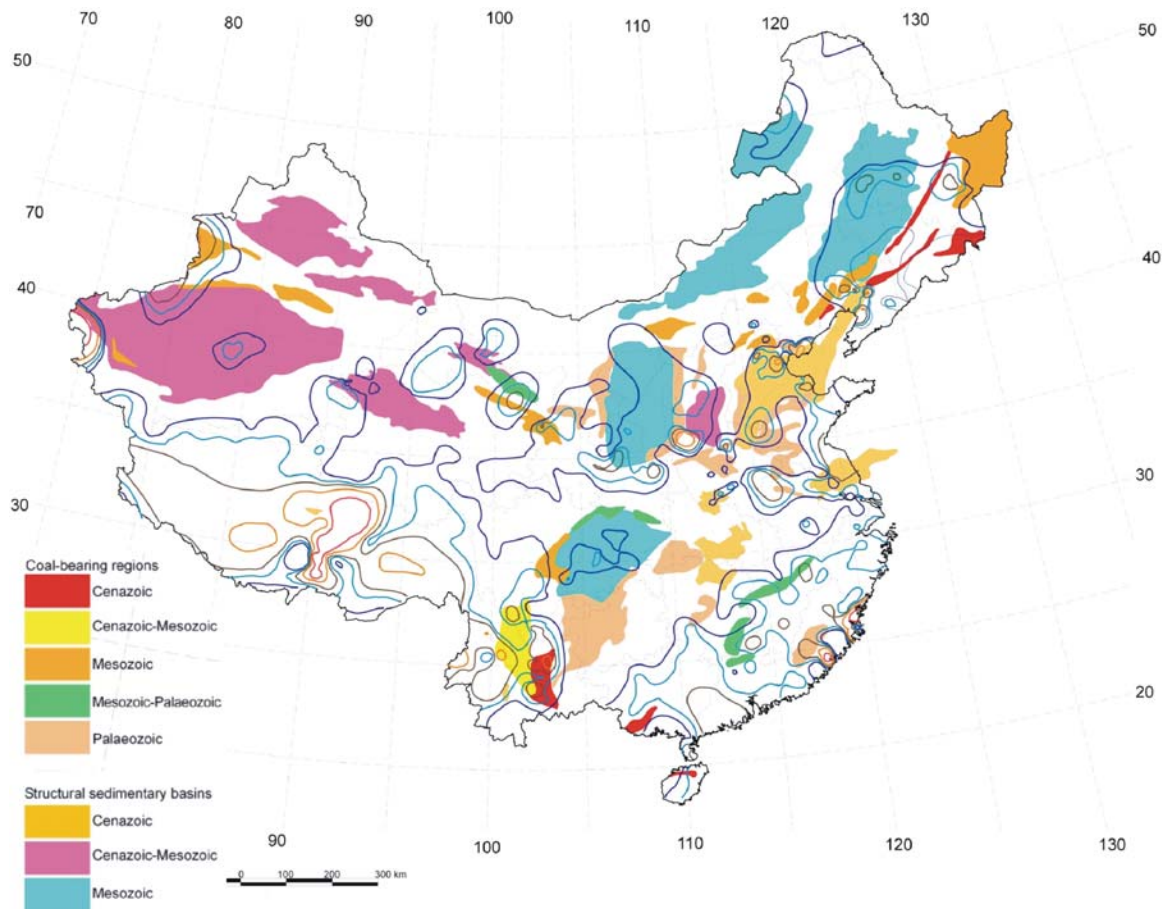 70
80
90
100
110
120
130
50
50
70
40
40
30
30
20
Coal-bearing regions
Cenazoic
Cenazoic-Mesozoic
Mesozoic
Mesozoic-Palaeozoic
Palaeozoic
Structural sedimentary basins
Cenazoic
Cenazoic-Mesozoic
Mesozoic
90
100
110
120
130
0 100 200 300 km